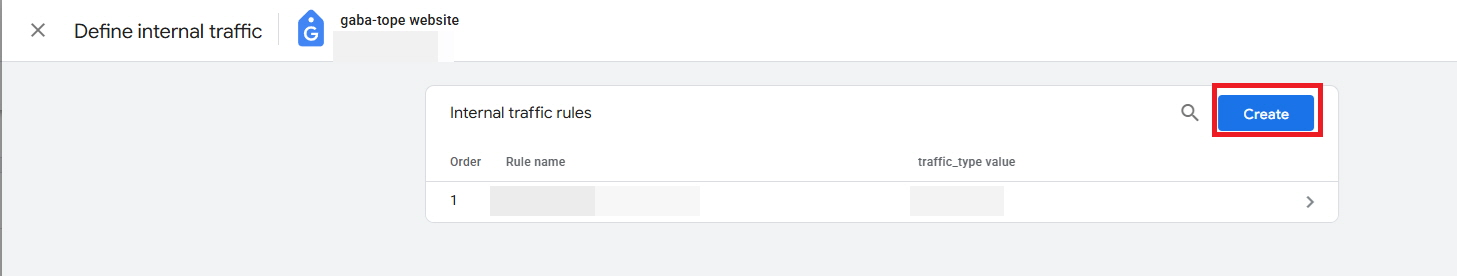 Define internal traffic
gaba-tope website
Internal traffic rules
Create
Order Rule name traffic_type value
1